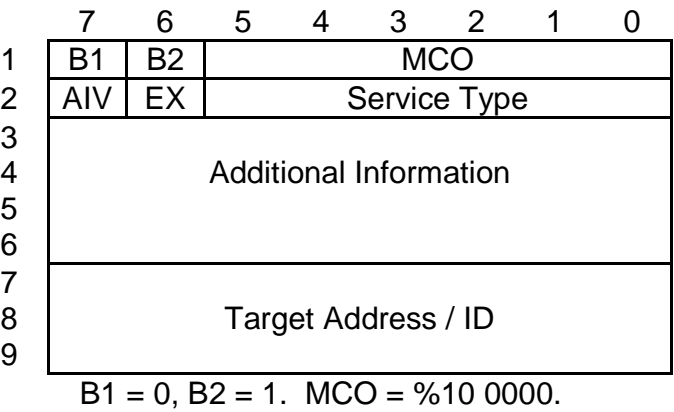 7 6 5 4 3 2 1 0
1 B1 B2 MCO
2 AIV EX Service Type
3
4 Additional Information
5
6
7
8 Target Address / ID
9
B1 = 0, B2 = 1. MCO = %10 0000.